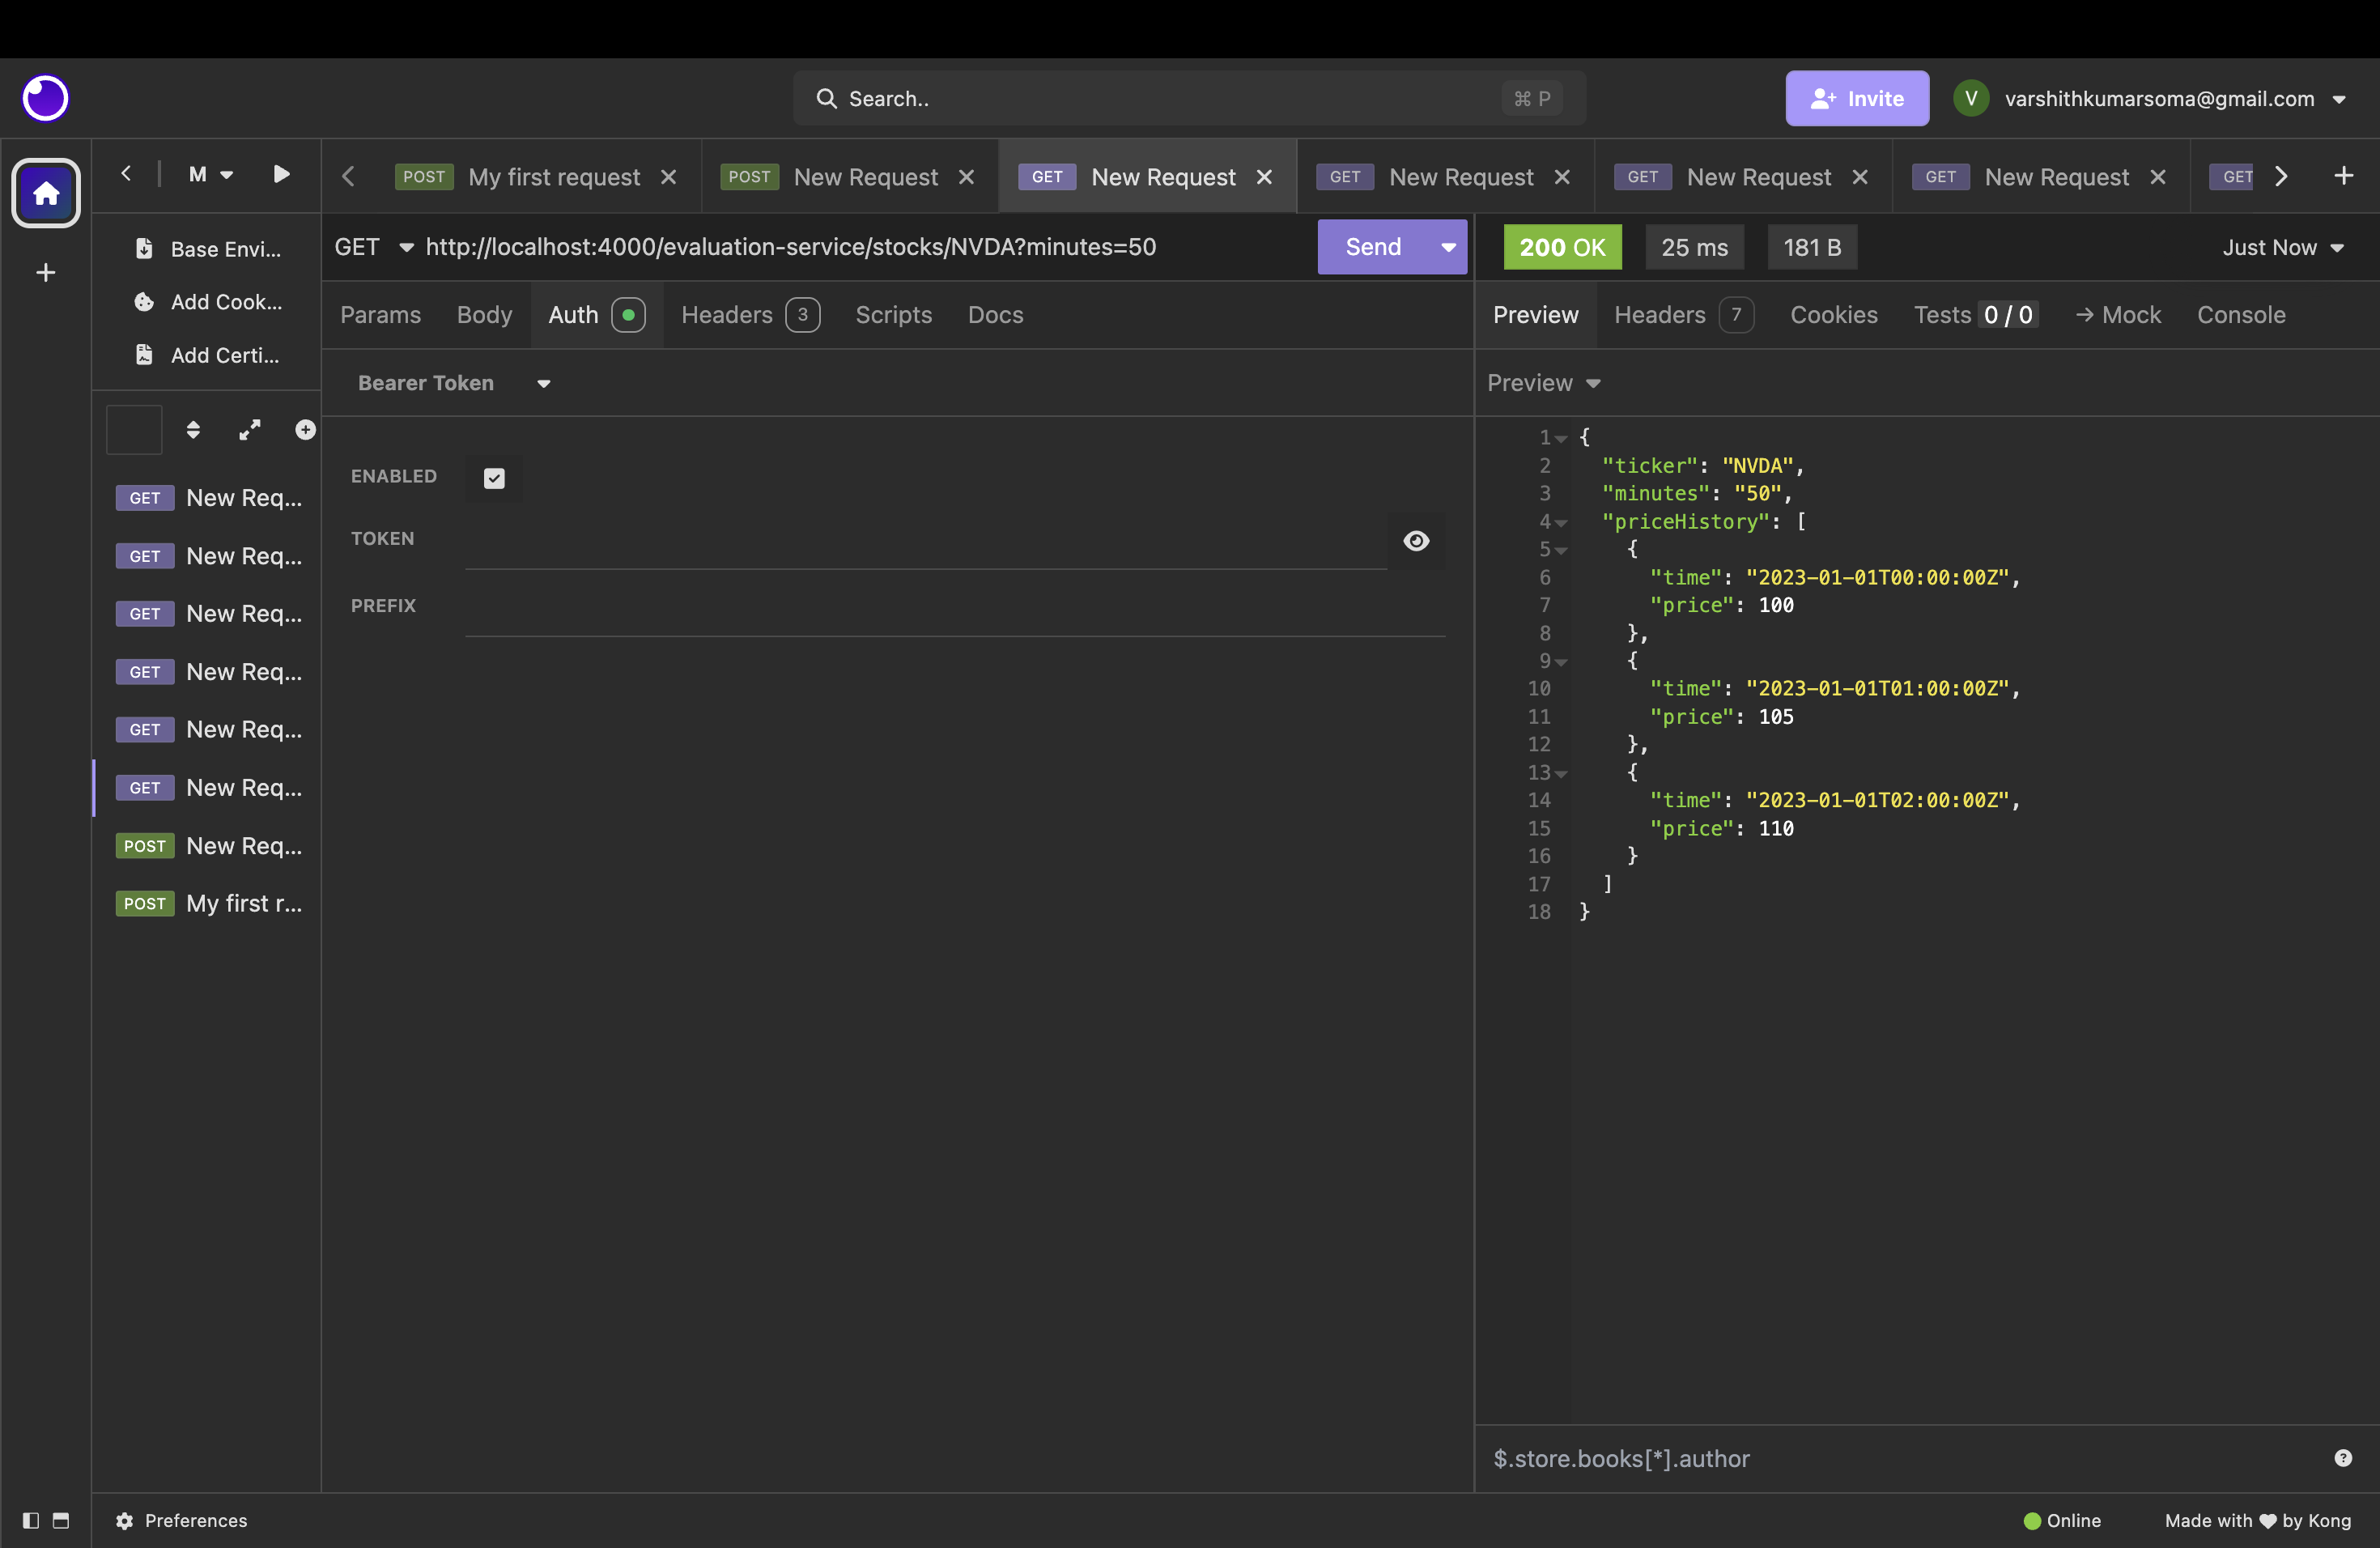 Search..
⌘ P
Invite
V
varshithkumarsoma@gmail.com
M
POST My first request
POST New Request
GET New Request
GET New Request
GET New Request
GET New Request
GET
Base Envi...
Add Cook...
Add Certi...
GET New Req...
GET New Req...
GET New Req...
GET New Req...
GET New Req...
GET New Req...
POST New Req...
POST My first r...
GET
http://localhost:4000/evaluation-service/stocks/NVDA?minutes=50
Send
Params
Body
Auth
Headers 3
Scripts
Docs
Bearer Token
ENABLED
TOKEN
PREFIX
200 OK
25 ms
181 B
Just Now
Preview
Headers 7
Cookies
Tests 0 / 0
→ Mock
Console
Preview
1 {
2 "ticker": "NVDA",
3 "minutes": "50",
4 "priceHistory": [
5 {
6 "time": "2023-01-01T00:00:00Z",
7 "price": 100
8 },
9 {
10 "time": "2023-01-01T01:00:00Z",
11 "price": 105
12 },
13 {
14 "time": "2023-01-01T02:00:00Z",
15 "price": 110
16 }
17 ]
18 }
$.store.books[*].author
?
Preferences
Online
Made with ♥ by Kong